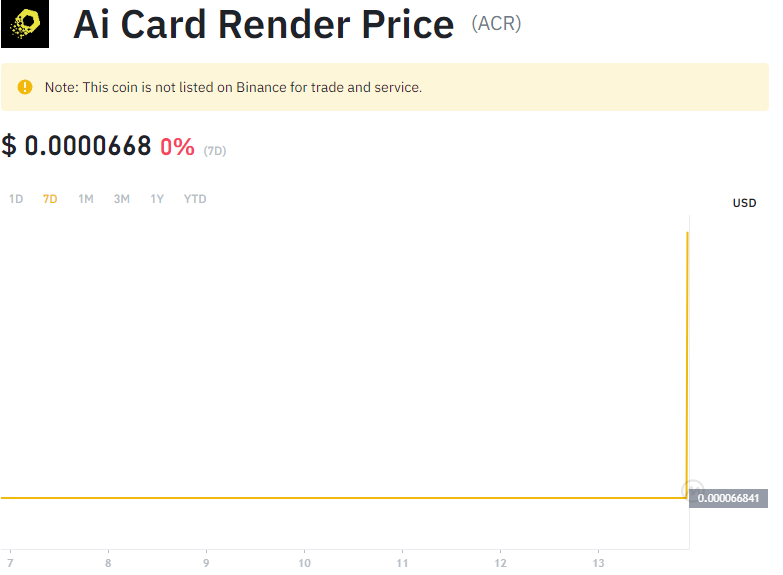 Ai Card Render Price (ACR)
Note: This coin is not listed on Binance for trade and service.
$ 0.0000668 0% (7D)
1D 7D 1M 3M 1Y YTD
USD
0.000066841
7 8 9 10 11 12 13